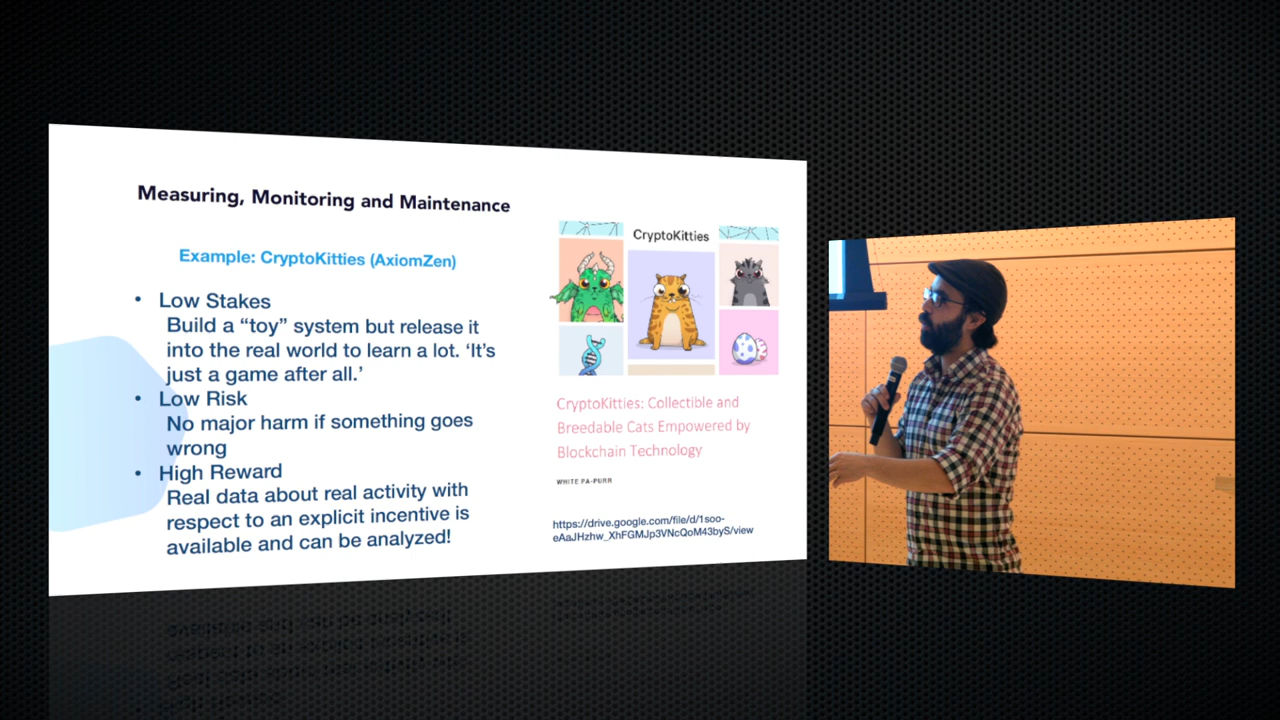 Measuring, Monitoring and Maintenance
Example: CryptoKitties (AxiomZen)
• Low Stakes
Build a “toy” system but release it
into the real world to learn a lot. ‘It’s
just a game after all.’
• Low Risk
No major harm if something goes
wrong
• High Reward
Real data about real activity with
respect to an explicit incentive is
available and can be analyzed!
CryptoKitties
CryptoKitties: Collectible and
Breedable Cats Empowered by
Blockchain Technology
WHITE PA-PURR
https://drive.google.com/file/d/1soo-
eAaJHzhw_XhFGMJp3VNcQoM43byS/view